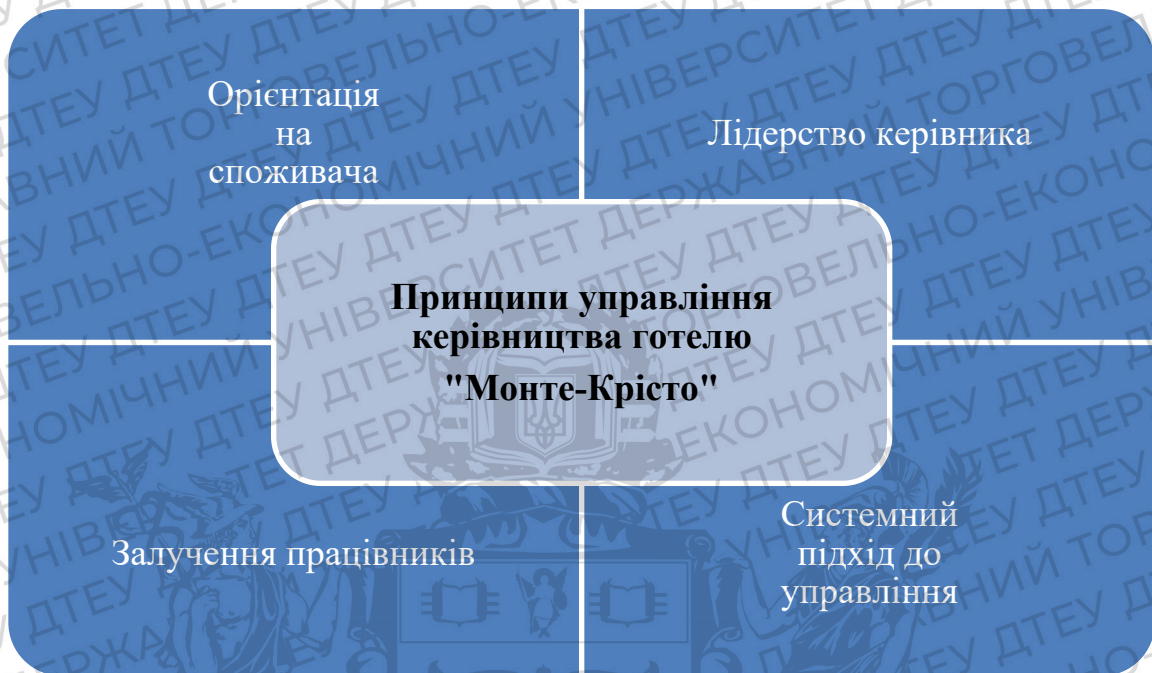 Орієнтація
на
споживача
Лідерство керівника
Принципи управління
керівництва готелю
"Монте-Крісто"
Залучення працівників
Системний
підхід до
управління